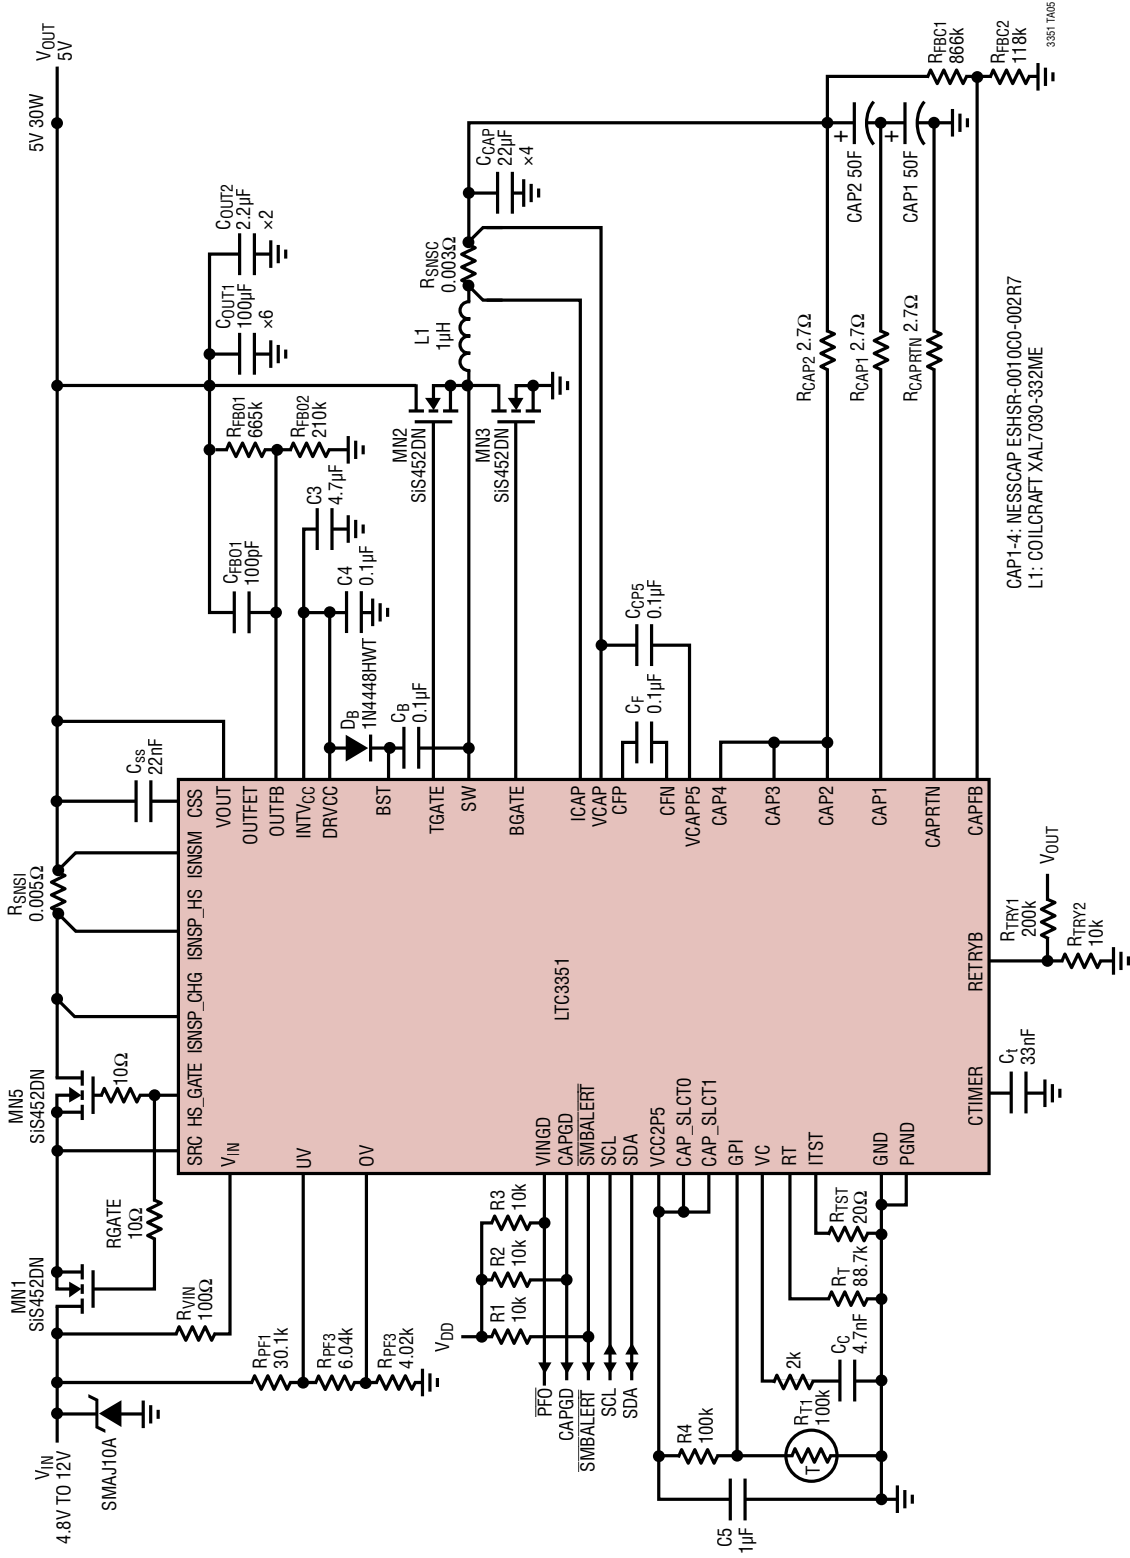 VIN
4.8V TO 12V
SMAJ10A
MN1
SiS452DN
RGATE
10Ω
MN5
SiS452DN
10Ω
RSNSI
0.005Ω
Css
22nF
5V 30W
VOUT
5V
RVIN
100Ω
RPF1
30.1k
RPF3
6.04k
RPF3
4.02k
SRC
HS_GATE
ISNSP_CHG
ISNSP_HS
ISNSM
CSS
VIN
UV
OV
VINGD
CAPGD
SMBALERT
SCL
SDA
VCC2P5
CAP_SLCT0
CAP_SLCT1
GPI
VC
RT
ITST
GND
PGND
LTC3351
VOUT
OUTFET
OUTFB
INTVCC
DRVCC
BST
TGATE
SW
BGATE
ICAP
VCAP
CFP
CFN
VCAPP5
CAP4
CAP3
CAP2
CAP1
CAPRTN
CAPFB
CTIMER
RETRYB
VDD
R1
10k
R2
10k
R3
10k
PFO
CAPGD
SMBALERT
SCL
SDA
C5
1µF
R4
100k
RT1
100k
T
2k
CC
4.7nF
RT
88.7k
RTST
20Ω
Ct
33nF
RTRY1
200k
VOUT
RTRY2
10k
CFBO1
100pF
RFBO1
665k
RFBO2
210k
COUT1
100µF
×6
COUT2
2.2µF
×2
C3
4.7µF
C4
0.1µF
DB
1N4448HWT
CB
0.1µF
MN2
SiS452DN
MN3
SiS452DN
L1
1µH
RSNSC
0.003Ω
CCAP
22µF
×4
CF
0.1µF
CCP5
0.1µF
RCAP2 2.7Ω
RCAP1 2.7Ω
RCAPRTN 2.7Ω
+
CAP2 50F
+
CAP1 50F
RFBC1
866k
RFBC2
118k
CAP1-4: NESSCAP ESHSR-0010C0-002R7
L1: COILCRAFT XAL7030-332ME
3351 TA05